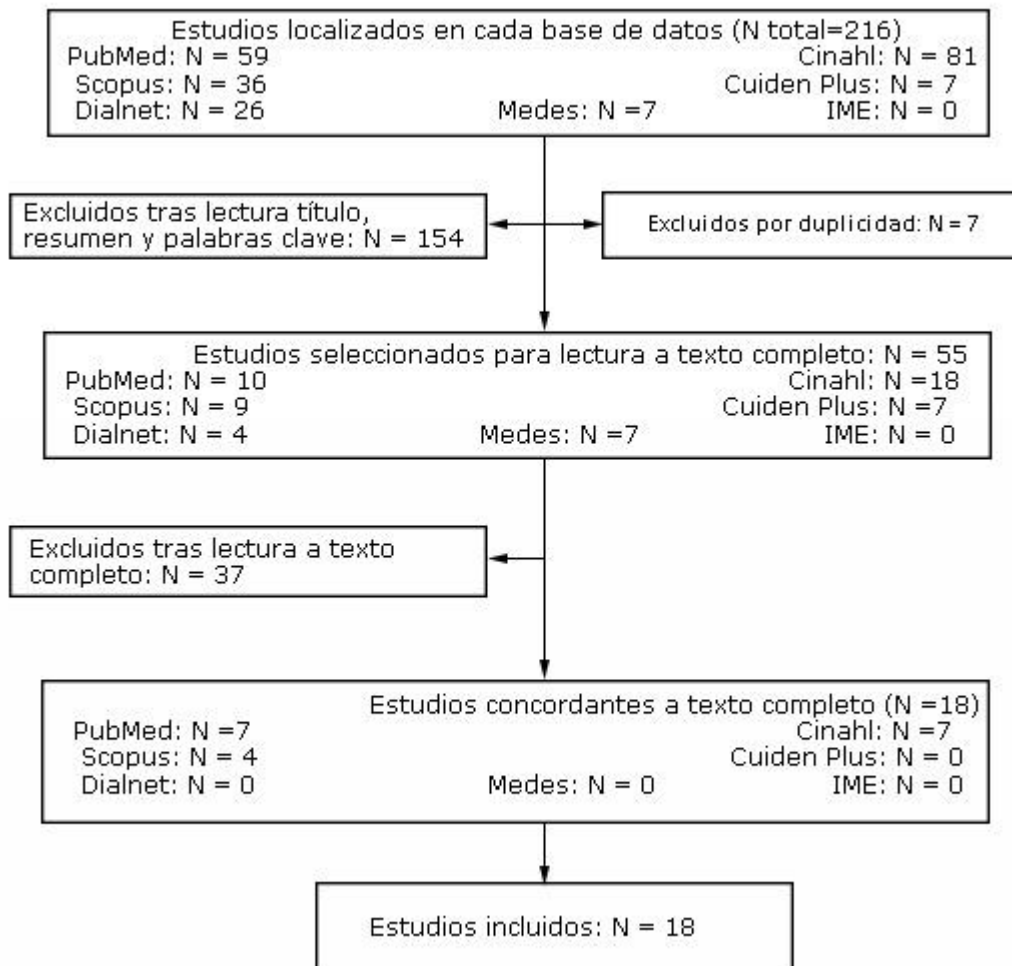 Estudios localizados en cada base de datos (N total=216)
PubMed: N = 59 Cinahl: N = 81
Scopus: N = 36 Cuiden Plus: N = 7
Dialnet: N = 26 Medes: N =7 IME: N = 0
Excluidos tras lectura título,
resumen y palabras clave: N = 154
Excluidos por duplicidad: N = 7
Estudios seleccionados para lectura a texto completo: N = 55
PubMed: N = 10 Cinahl: N =18
Scopus: N = 9 Cuiden Plus: N =7
Dialnet: N = 4 Medes: N =7 IME: N = 0
Excluidos tras lectura a texto
completo: N = 37
Estudios concordantes a texto completo (N =18)
PubMed: N =7 Cinahl: N =7
Scopus: N = 4 Cuiden Plus: N = 0
Dialnet: N = 0 Medes: N = 0 IME: N = 0
Estudios incluidos: N = 18